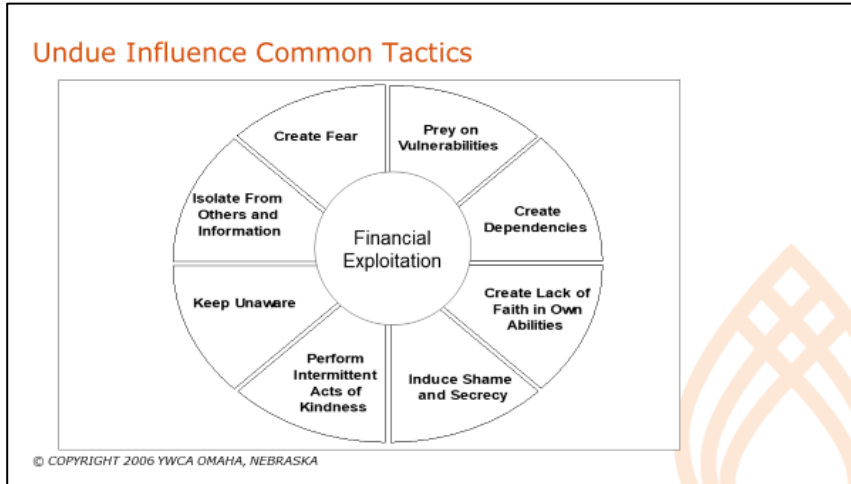 Undue Influence Common Tactics
Create Fear
Prey on
Vulnerabilities
Isolate From
Others and
Information
Create
Dependencies
Financial
Exploitation
Keep Unaware
Create Lack of
Faith in Own
Abilities
Perform
Intermittent
Acts of
Kindness
Induce Shame
and Secrecy
© COPYRIGHT 2006 YWCA OMAHA, NEBRASKA